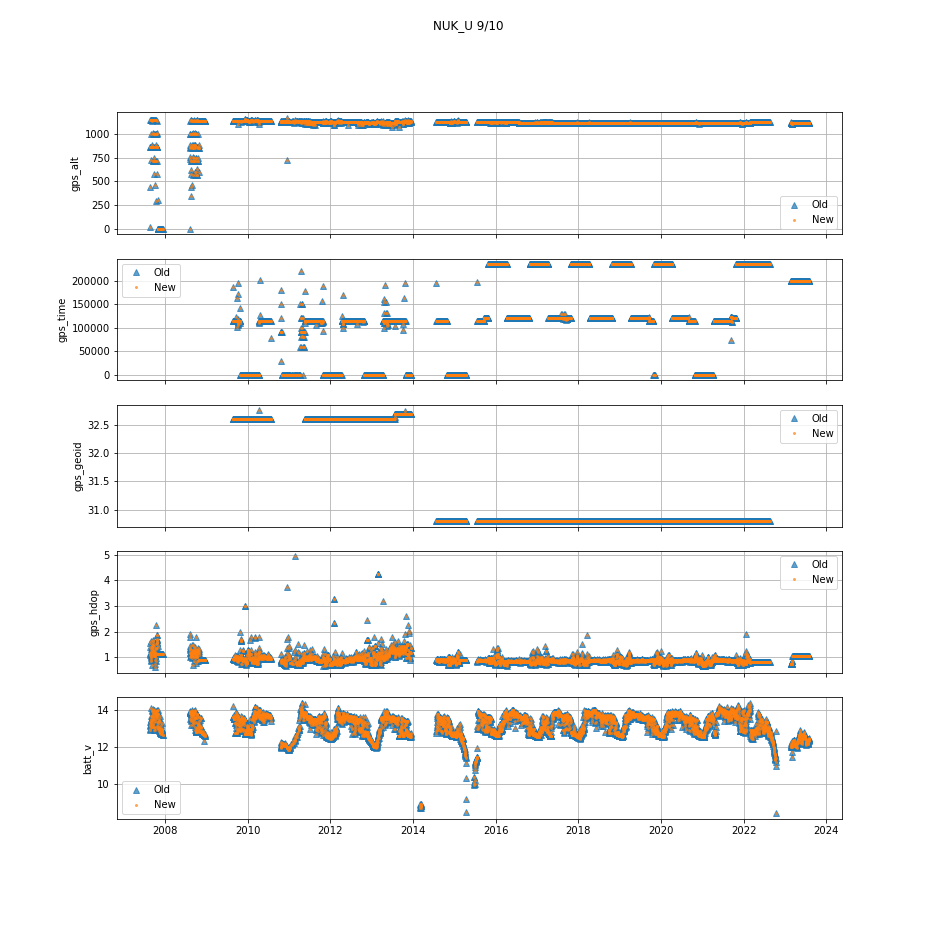 NUK_U 9/10
gps_alt
1000
750
500
250
0
Old
New
gps_time
200000
150000
100000
50000
0
Old
New
gps_geoid
32.5
32.0
31.5
31.0
Old
New
gps_hdop
5
4
3
2
1
Old
New
batt_v
14
12
10
Old
New
2008 2010 2012 2014 2016 2018 2020 2022 2024